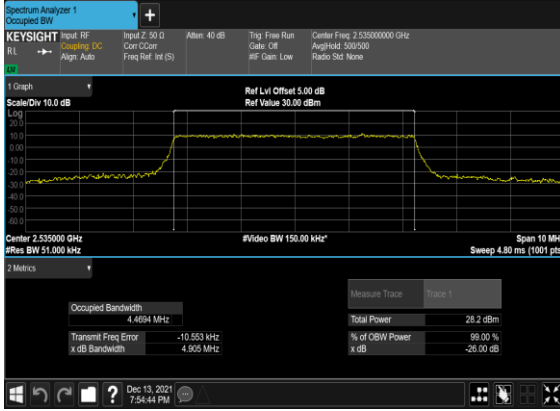 Spectrum Analyzer 1
Occupied BW
+
KEYSIGHT Input: RF Input Z: 50 Ω Atten: 40 dB Trig: Free Run Center Freq: 2.535000000 GHz
RL Coupling: DC Corr CCorr Gate: Off Avg|Hold: 500/500
Align: Auto Freq Ref: Int (S) #IF Gain: Low Radio Std: None
1 Graph
Ref Lvl Offset 5.00 dB
Scale/Div 10.0 dB Ref Value 30.00 dBm
Log
20.0
10.0
0.00
-10.0
-20.0
-30.0
-40.0
-50.0
-60.0
Center 2.535000 GHz #Video BW 150.00 kHz* Span 10 MH
#Res BW 51.000 kHz Sweep 4.80 ms (1001 pts
2 Metrics
Measure Trace Trace 1
Occupied Bandwidth
4.4694 MHz Total Power 28.2 dBm
Transmit Freq Error -10.553 kHz % of OBW Power 99.00 %
x dB Bandwidth 4.905 MHz x dB -26.00 dB
? Dec 13, 2021
7:54:44 PM